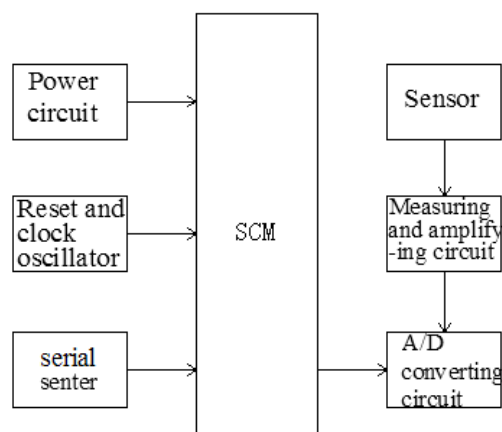 Power
circuit
Reset and
clock
oscillator
serial
senter
SCM
Sensor
Measuring
and amplify
-ing circuit
A/D
converting
circuit